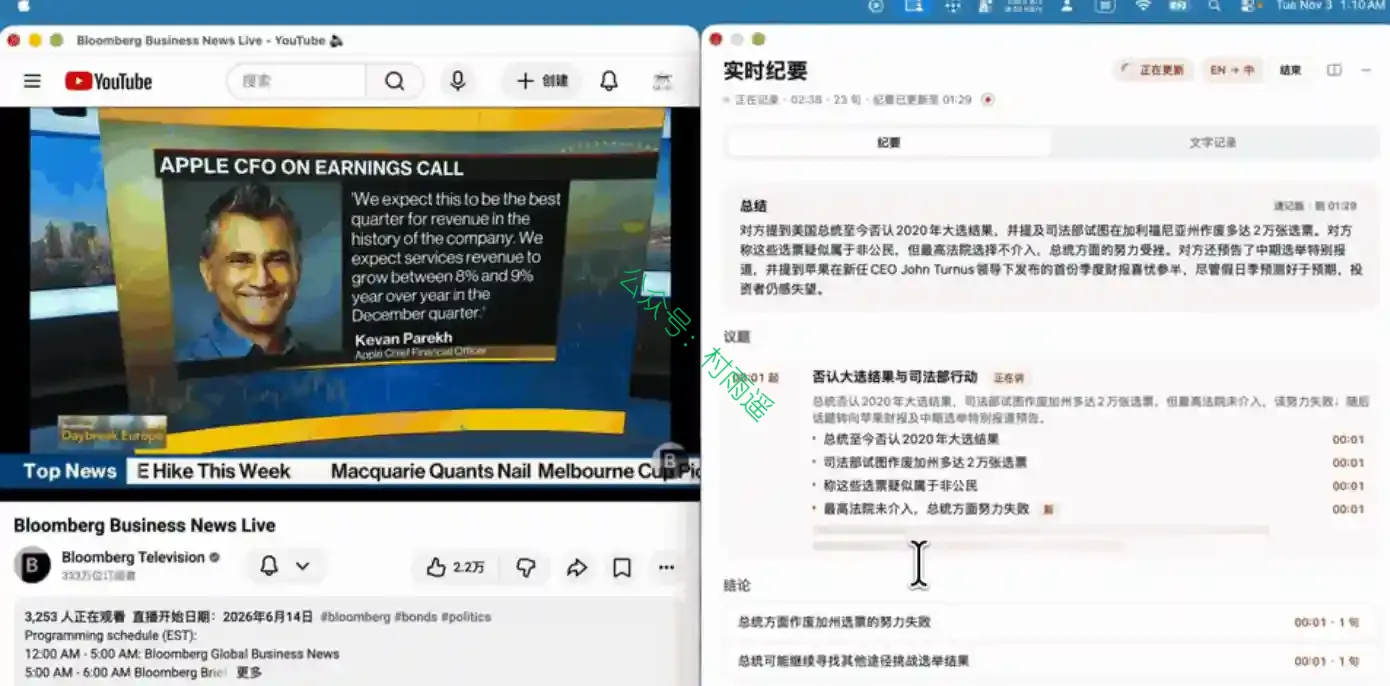 Tue Nov 3 1:10 AM
Bloomberg Business News Live - YouTube
YouTube
搜索
创建
APPLE CFO ON EARNINGS CALL
'We expect this to be the best
quarter for revenue in the
history of the company. We
expect services revenue to
grow between 8% and 9%
year over year in the
December quarter.'
Kevan Parekh
Apple Chief Financial Officer
Bloomberg
Daybreak Europe
Top News
E Hike This Week
Macquarie Quants Nail Melbourne Cup Pic
Bloomberg Business News Live
Bloomberg Television
333万位订阅者
2.2万
3,253 人正在观看 直播开始日期：2026年6月14日 #bloomberg #bonds #politics
Programming schedule (EST):
12:00 AM - 5:00 AM: Bloomberg Global Business News
5:00 AM - 6:00 AM Bloomberg Brie 更多
实时纪要
正在更新
EN → 中
结束
正在记录 · 02:38 · 23 句 · 纪要已更新至 01:29
纪要
文字记录
总结
速记版 · 到 01:29
对方提到美国总统至今否认2020年大选结果，并提及司法部试图在加利福尼亚州作废多达2万张选票。对方
称这些选票疑似属于非公民，但最高法院选择不介入，总统方面的努力受挫。对方还预告了中期选举特别报
道，并提到苹果在新任CEO John Turnus领导下发布的首份季度财报喜忧参半，尽管假日季预测好于预期，投
资者仍感失望。
议题
00:01 起
否认大选结果与司法部行动
正在讲
总统否认2020年大选结果，司法部试图作废加州多达2万张选票，但最高法院未介入，该努力失败；随后
话题转向苹果财报及中期选举特别报道预告。
· 总统至今否认2020年大选结果 00:01
· 司法部试图作废加州多达2万张选票 00:01
· 称这些选票疑似属于非公民 00:01
· 最高法院未介入，总统方面努力失败 新 00:01
结论
总统方面作废加州选票的努力失败 00:01 · 1 句
总统可能继续寻找其他途径挑战选举结果 00:01 · 1 句
公众号：村雨遥